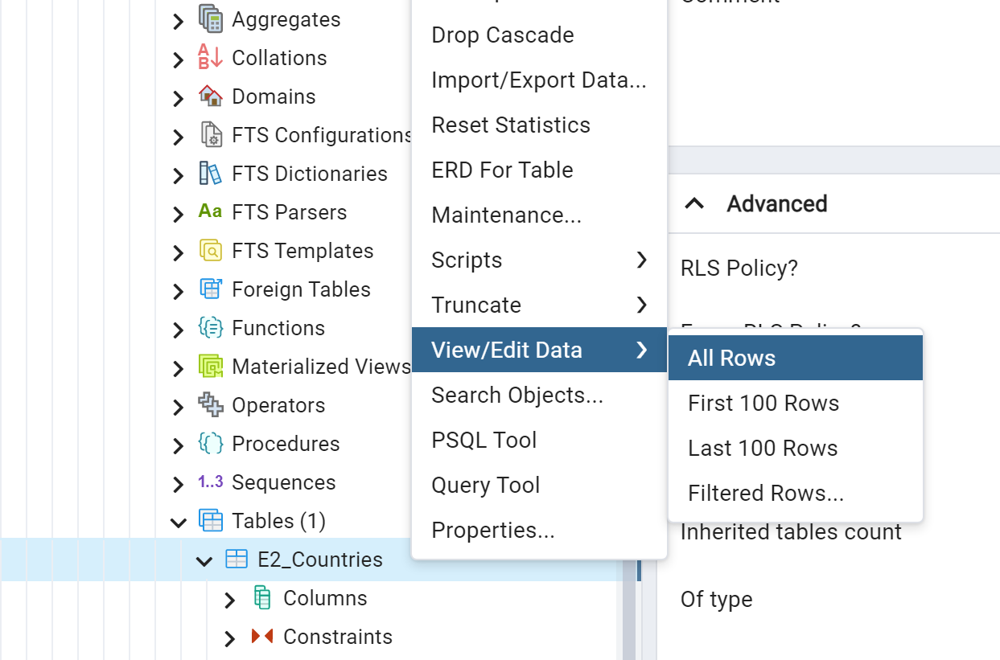 Aggregates
Collations
Domains
FTS Configurations
FTS Dictionaries
Aa FTS Parsers
FTS Templates
Foreign Tables
Functions
Materialized Views
Operators
Procedures
1..3 Sequences
Tables (1)
E2_Countries
Columns
Constraints
Drop Cascade
Import/Export Data...
Reset Statistics
ERD For Table
Maintenance...
Scripts
Truncate
View/Edit Data
Search Objects...
PSQL Tool
Query Tool
Properties...
All Rows
First 100 Rows
Last 100 Rows
Filtered Rows...
Advanced
RLS Policy?
Inherited tables count
Of type